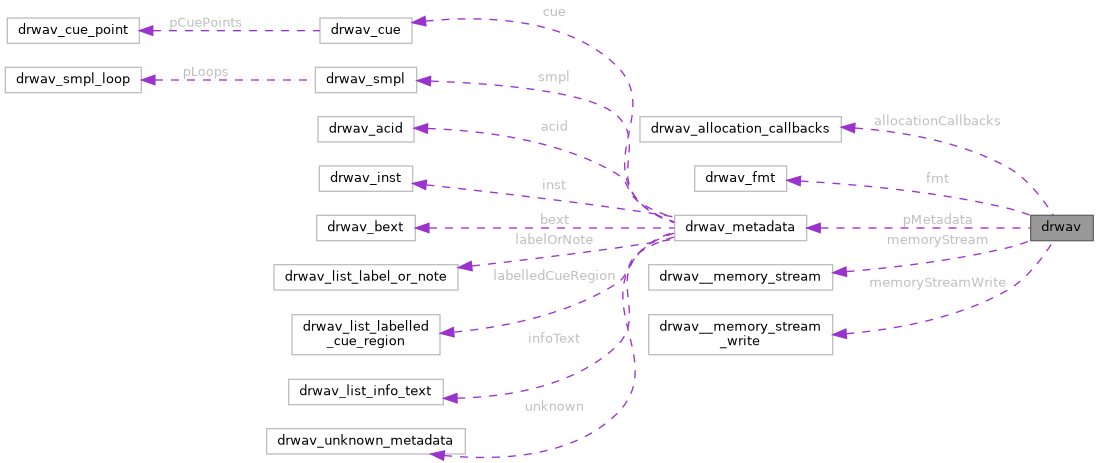 cue
pCuePoints
drwav_cue_point
drwav_cue
pLoops
smpl
drwav_smpl_loop
drwav_smpl
acid
allocationCallbacks
drwav_acid
drwav_allocation_callbacks
inst
fmt
drwav_inst
drwav_fmt
bext
pMetadata
drwav_bext
drwav_metadata
drwav
labelOrNote
memoryStream
drwav_list_label_or_note
labelledCueRegion
drwav__memory_stream
memoryStreamWrite
drwav_list_labelled
_cue_region
drwav__memory_stream
_write
infoText
drwav_list_info_text
unknown
drwav_unknown_metadata